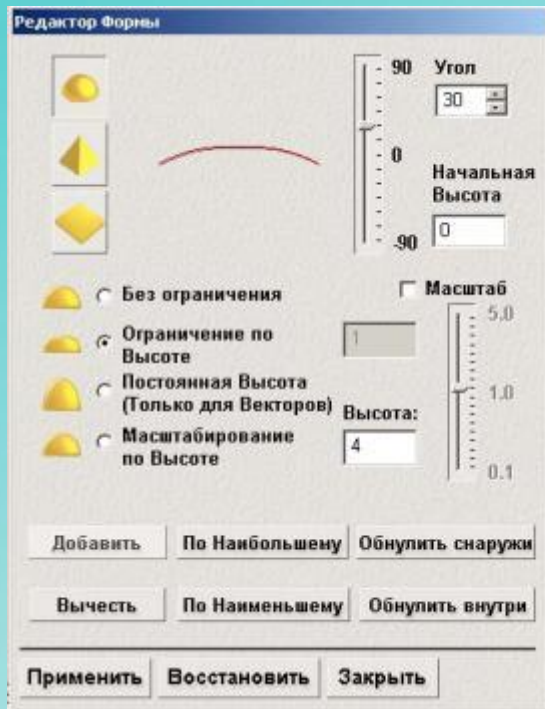 Редактор Формы
90
Угол
30
0
Начальная
Высота
-90
0
Без ограничения
Масштаб
5.0
Ограничение по
Высоте
1
Постоянная Высота
(Только для Векторов)
1.0
Высота:
Масштабирование
по Высоте
4
0.1
Добавить По Наибольшему Обнулить снаружи
Вычесть По Наименьшему Обнулить внутри
Применить Восстановить Закрыть